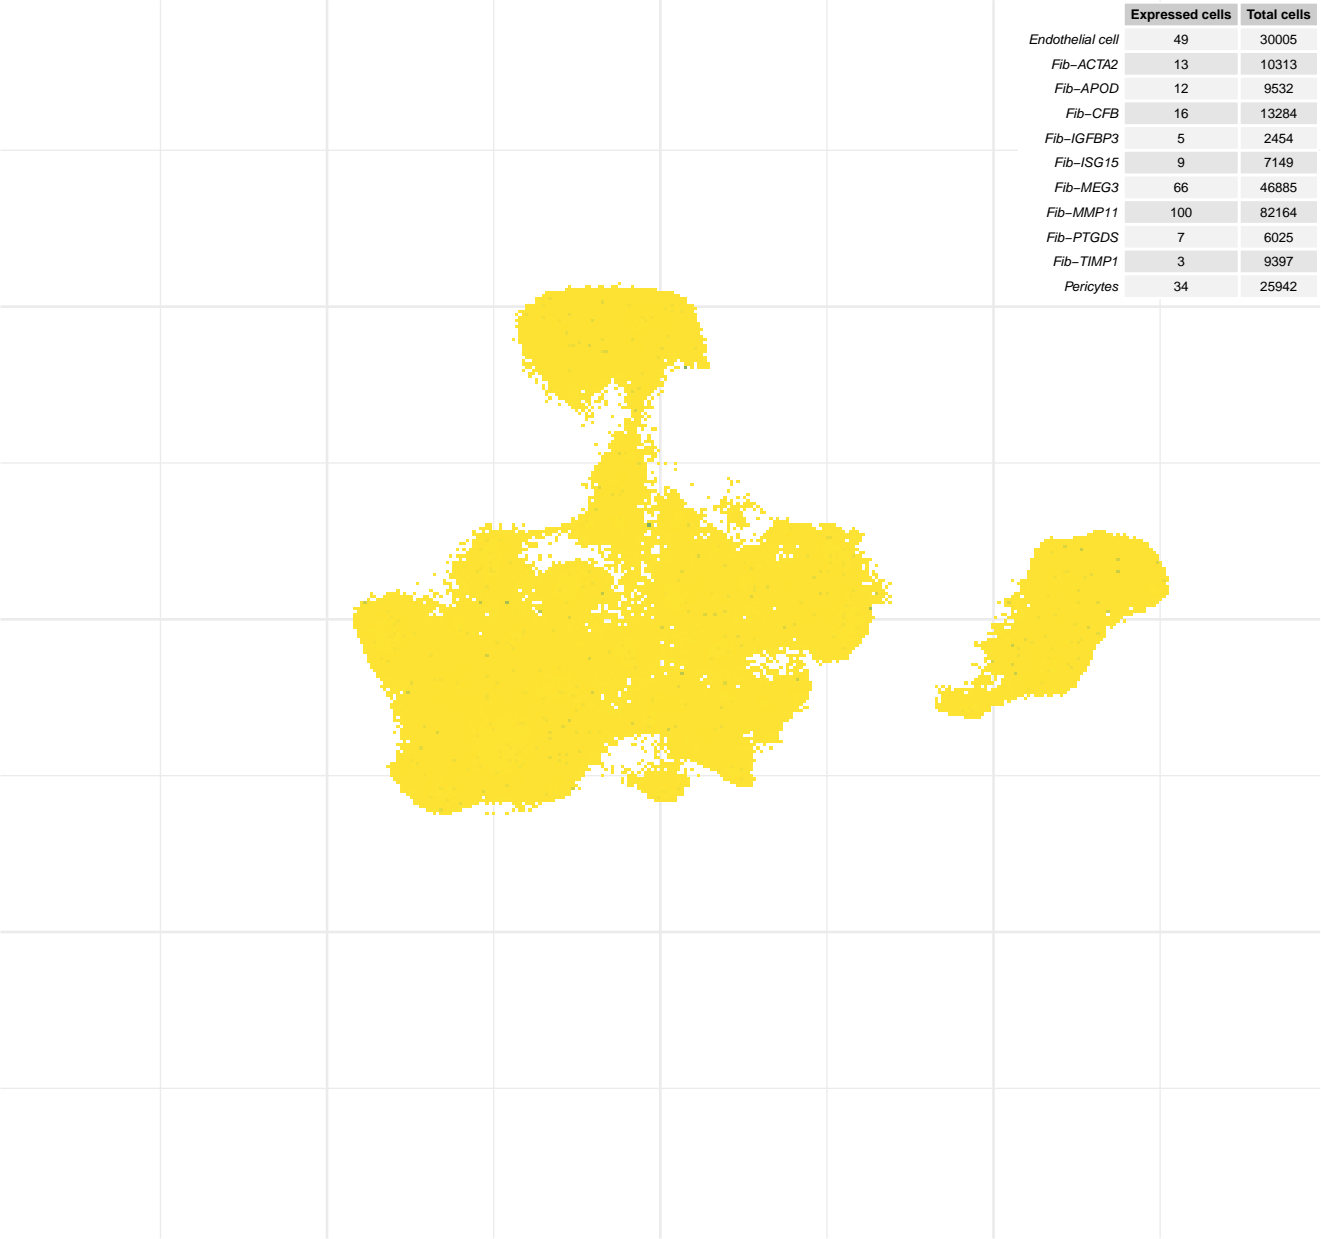 Expressed cells Total cells
Endothelial cell 49 30005
Fib−ACTA2 13 10313
Fib−APOD 12 9532
Fib−CFB 16 13284
Fib−IGFBP3 5 2454
Fib−ISG15 9 7149
Fib−MEG3 66 46885
Fib−MMP11 100 82164
Fib−PTGDS 7 6025
Fib−TIMP1 3 9397
Pericytes 34 25942